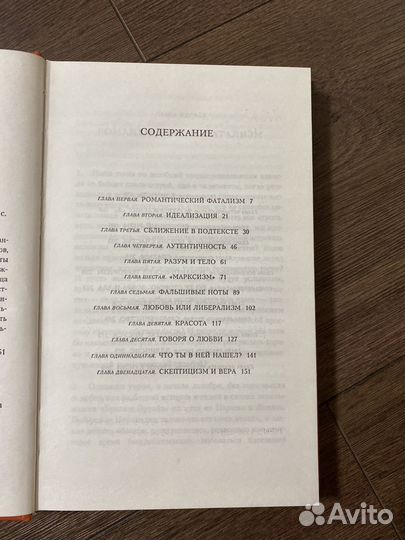 СОДЕРЖАНИЕ
ГЛАВА ПЕРВАЯ. РОМАНТИЧЕСКИЙ ФАТАЛИЗМ 7
ГЛАВА ВТОРАЯ. ИДЕАЛИЗАЦИЯ 21
ГЛАВА ТРЕТЬЯ. СБЛИЖЕНИЕ В ПОДТЕКСТЕ 30
ГЛАВА ЧЕТВЕРТАЯ. АУТЕНТИЧНОСТЬ 46
ГЛАВА ПЯТАЯ. РАЗУМ И ТЕЛО 61
ГЛАВА ШЕСТАЯ. «МАРКСИЗМ» 71
ГЛАВА СЕДЬМАЯ. ФАЛЬШИВЫЕ НОТЫ 89
ГЛАВА ВОСЬМАЯ. ЛЮБОВЬ ИЛИ ЛИБЕРАЛИЗМ 102
ГЛАВА ДЕВЯТАЯ. КРАСОТА 117
ГЛАВА ДЕСЯТАЯ. ГОВОРЯ О ЛЮБВИ 127
ГЛАВА ОДИННАДЦАТАЯ. ЧТО ТЫ В НЕЙ НАШЕЛ? 141
ГЛАВА ДВЕНАДЦАТАЯ. СКЕПТИЦИЗМ И ВЕРА 151
Avito